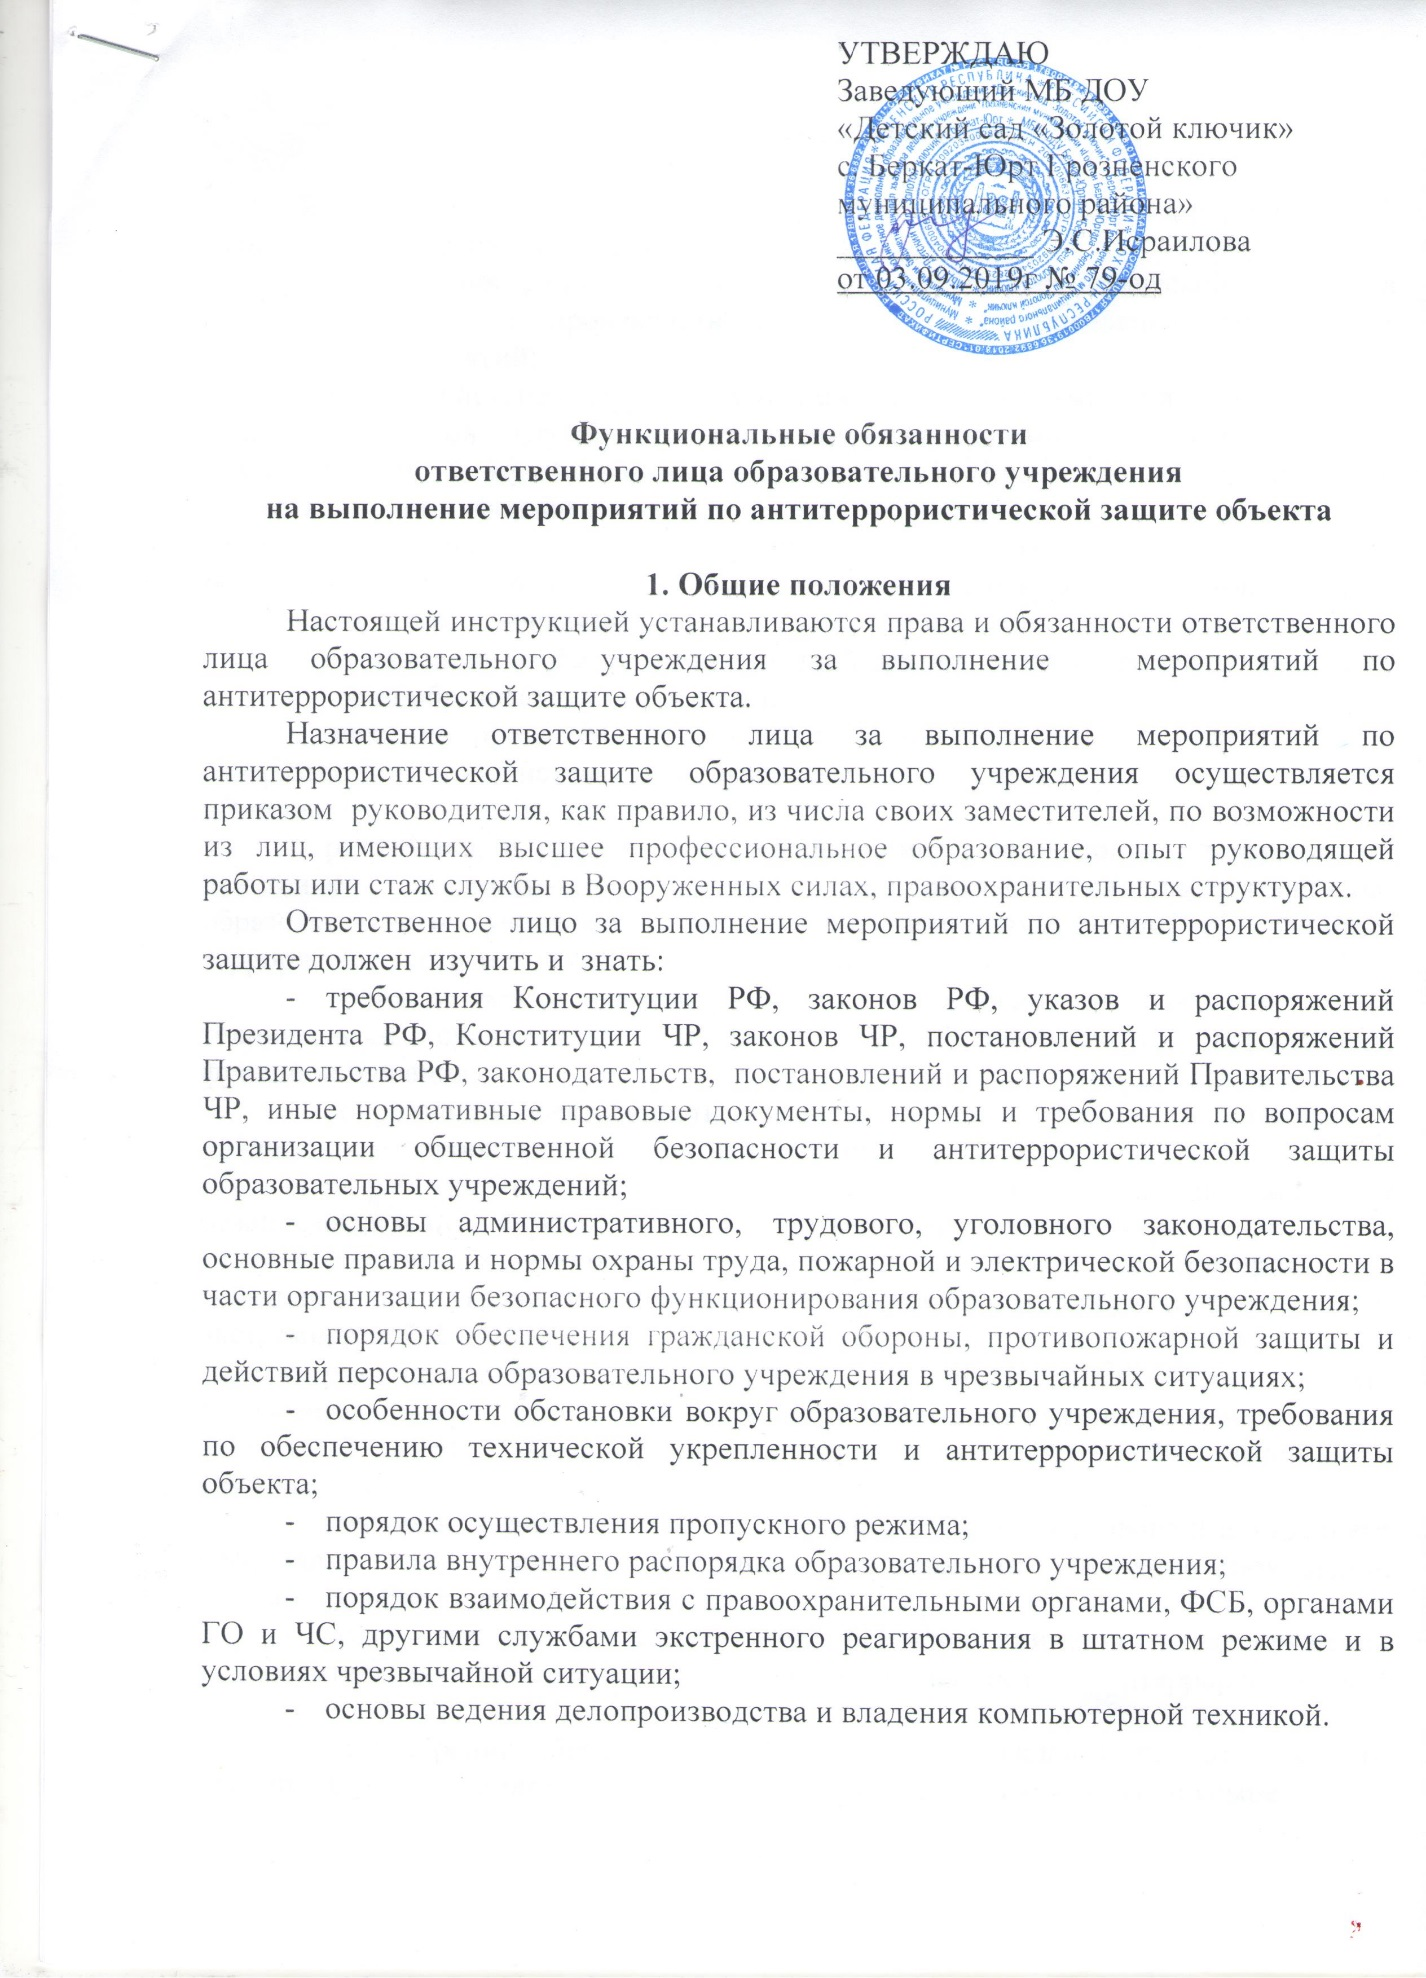 УТВЕРЖДАЮ
Заведующий МБ ДОУ
«Детский сад «Золотой ключик»
с. Беркат-Юрт Грозненского
муниципального района»
____________ Э.С.Исраилова
от 03.09.2019г № 79-од
Функциональные обязанности
ответственного лица образовательного учреждения
на выполнение мероприятий по антитеррористической защите объекта
1. Общие положения
Настоящей инструкцией устанавливаются права и обязанности ответственного
лица образовательного учреждения за выполнение мероприятий по
антитеррористической защите объекта.
Назначение ответственного лица за выполнение мероприятий по
антитеррористической защите образовательного учреждения осуществляется
приказом руководителя, как правило, из числа своих заместителей, по возможности
из лиц, имеющих высшее профессиональное образование, опыт руководящей
работы или стаж службы в Вооруженных силах, правоохранительных структурах.
Ответственное лицо за выполнение мероприятий по антитеррористической
защите должен изучить и знать:
- требования Конституции РФ, законов РФ, указов и распоряжений
Президента РФ, Конституции ЧР, законов ЧР, постановлений и распоряжений
Правительства РФ, законодательств, постановлений и распоряжений Правительства
ЧР, иные нормативные правовые документы, нормы и требования по вопросам
организации общественной безопасности и антитеррористической защиты
образовательных учреждений;
- основы административного, трудового, уголовного законодательства,
основные правила и нормы охраны труда, пожарной и электрической безопасности в
части организации безопасного функционирования образовательного учреждения;
- порядок обеспечения гражданской обороны, противопожарной защиты и
действий персонала образовательного учреждения в чрезвычайных ситуациях;
- особенности обстановки вокруг образовательного учреждения, требования
по обеспечению технической укрепленности и антитеррористической защиты
объекта;
- порядок осуществления пропускного режима;
- правила внутреннего распорядка образовательного учреждения;
- порядок взаимодействия с правоохранительными органами, ФСБ, органами
ГО и ЧС, другими службами экстренного реагирования в штатном режиме и в
условиях чрезвычайной ситуации;
- основы ведения делопроизводства и владения компьютерной техникой.